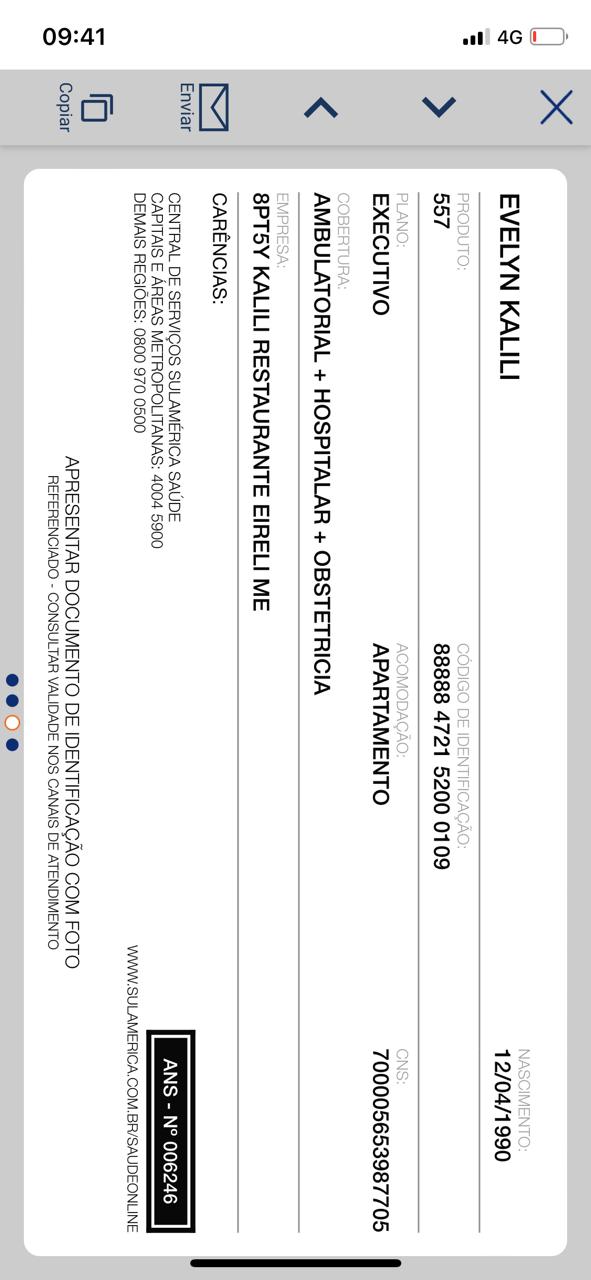 09:41
4G
Copiar
Enviar
EVELYN KALILI
NASCIMENTO:
12/04/1990
PRODUTO:
557
CÓDIGO DE IDENTIFICAÇÃO:
88888 4721 5200 0109
PLANO:
EXECUTIVO
ACOMODAÇÃO:
APARTAMENTO
CNS:
700005653987705
COBERTURA:
AMBULATORIAL + HOSPITALAR + OBSTETRICIA
EMPRESA:
8PT5Y KALILI RESTAURANTE EIRELI ME
CARÊNCIAS:
CENTRAL DE SERVIÇOS SULAMÉRICA SAÚDE
CAPITAIS E ÁREAS METROPOLITANAS: 4004 5900
DEMAIS REGIÕES: 0800 970 0500
ANS - Nº 006246
WWW.SULAMERICA.COM.BR/SAUDEONLINE
APRESENTAR DOCUMENTO DE IDENTIFICAÇÃO COM FOTO
REFERENCIADO - CONSULTAR VALIDADE NOS CANAIS DE ATENDIMENTO